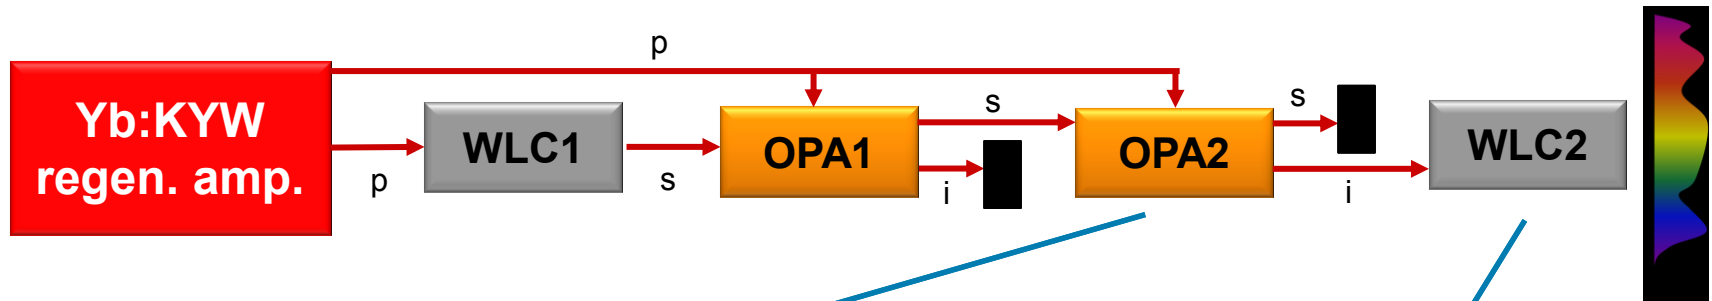 p
Yb:KYW
regen. amp.
p
WLC1
s
OPA1
s
i
OPA2
s
i
WLC2